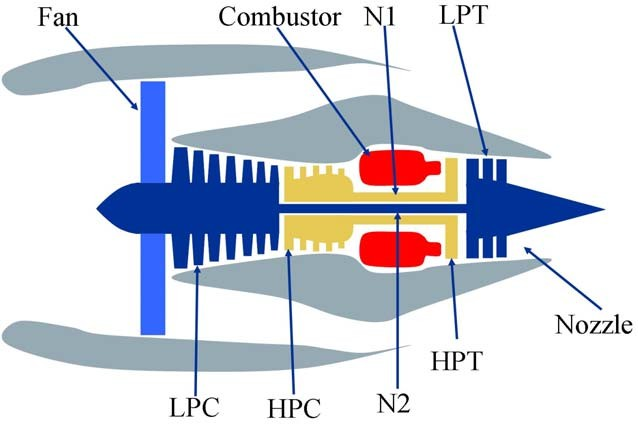 Fan
Combustor
N1
LPT
LPC
HPC
N2
HPT
Nozzle